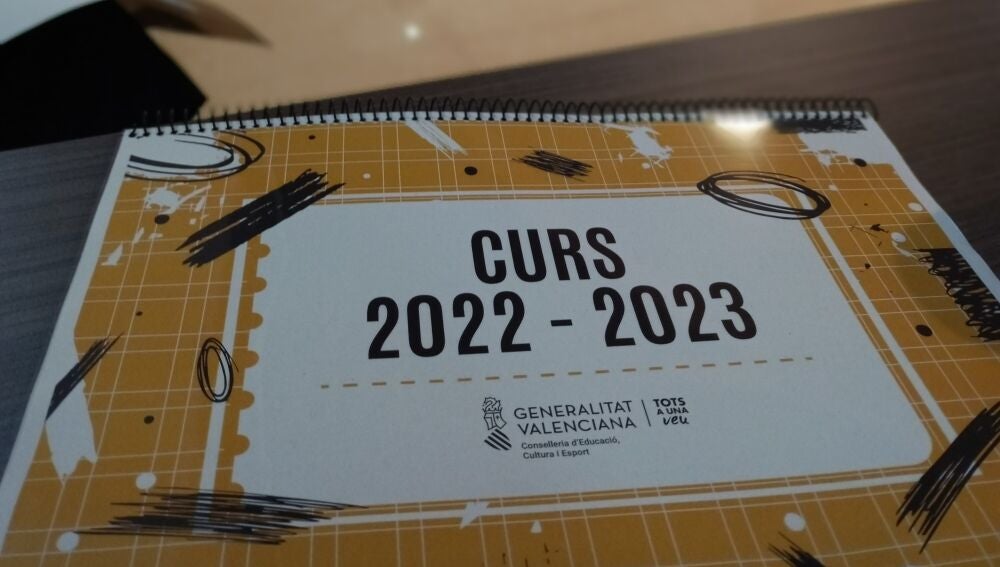 CURS
2022 - 2023
GENERALITAT
VALENCIANA
Conselleria d'Educació,
Cultura i Esport
TOTS
A UNA
veu